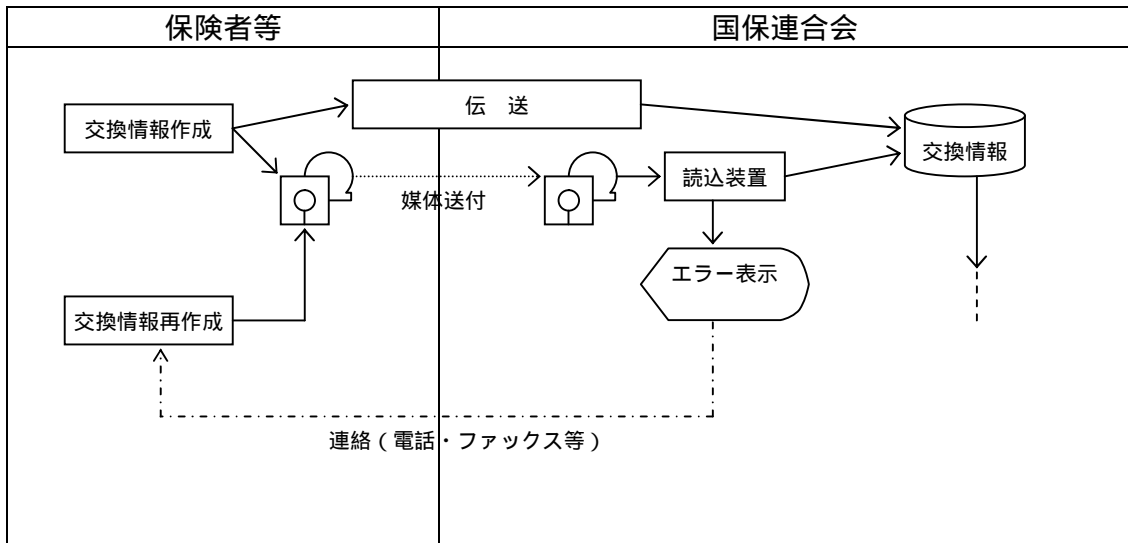 保険者等
国保連合会
伝 送
交換情報作成
交換情報
読込装置
媒体送付
エラー表示
交換情報再作成
連絡(電話・ファックス等)